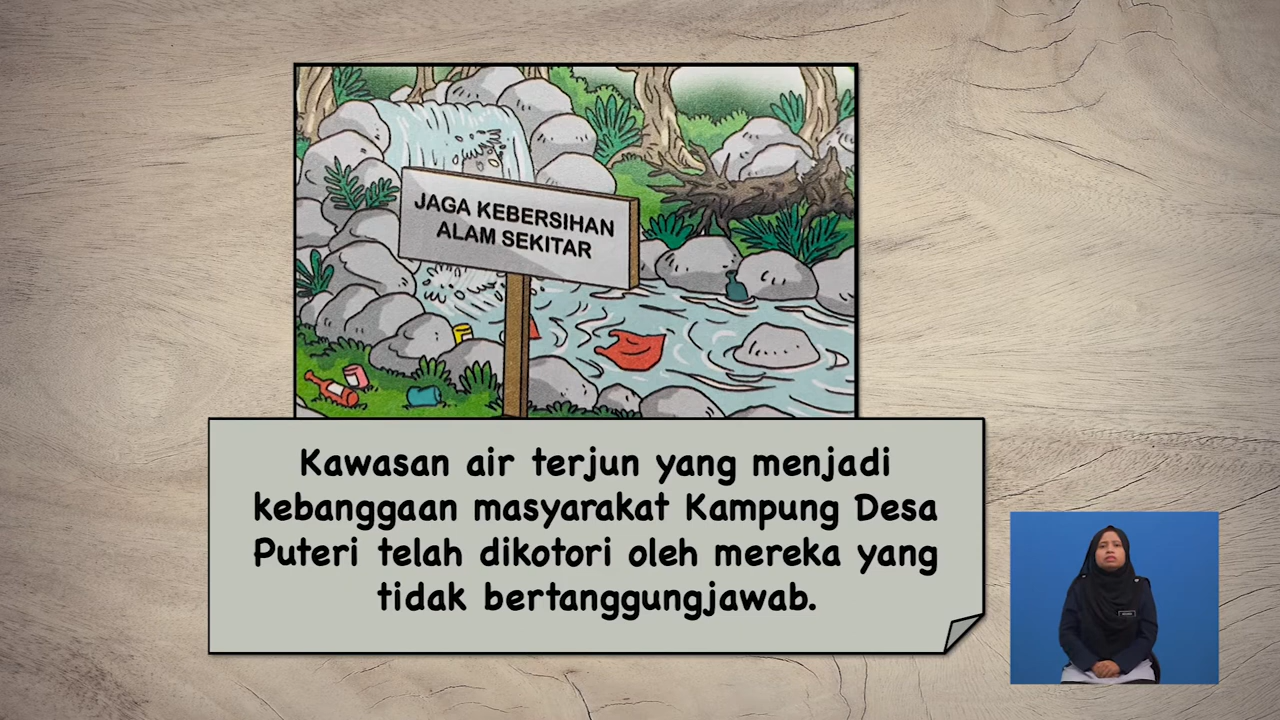 JAGA KEBERSIHAN
ALAM SEKITAR
Kawasan air terjun yang menjadi
kebanggaan masyarakat Kampung Desa
Puteri telah dikotori oleh mereka yang
tidak bertanggungjawab.